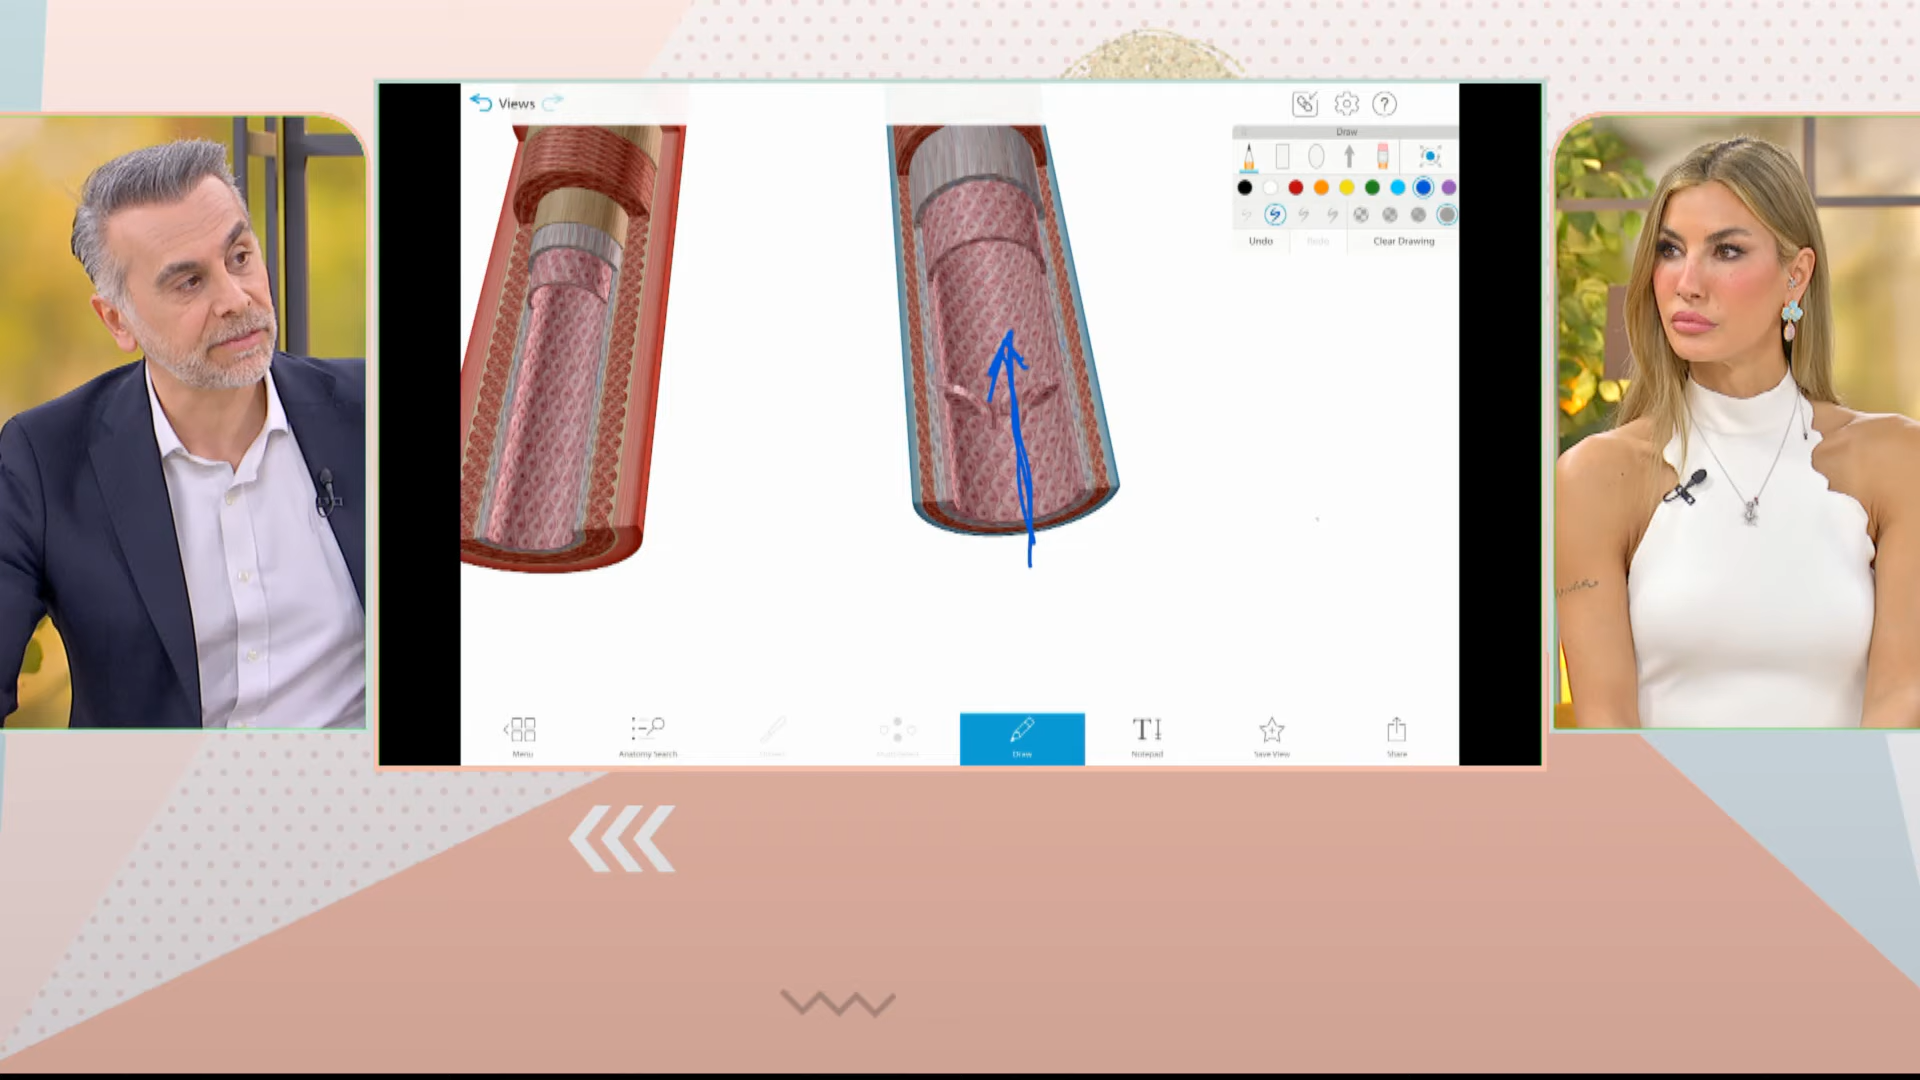 Views
?
Draw
Undo
Redo
Clear Drawing
Menu
Anatomy Search
Draw
Notepad
Save View
Share